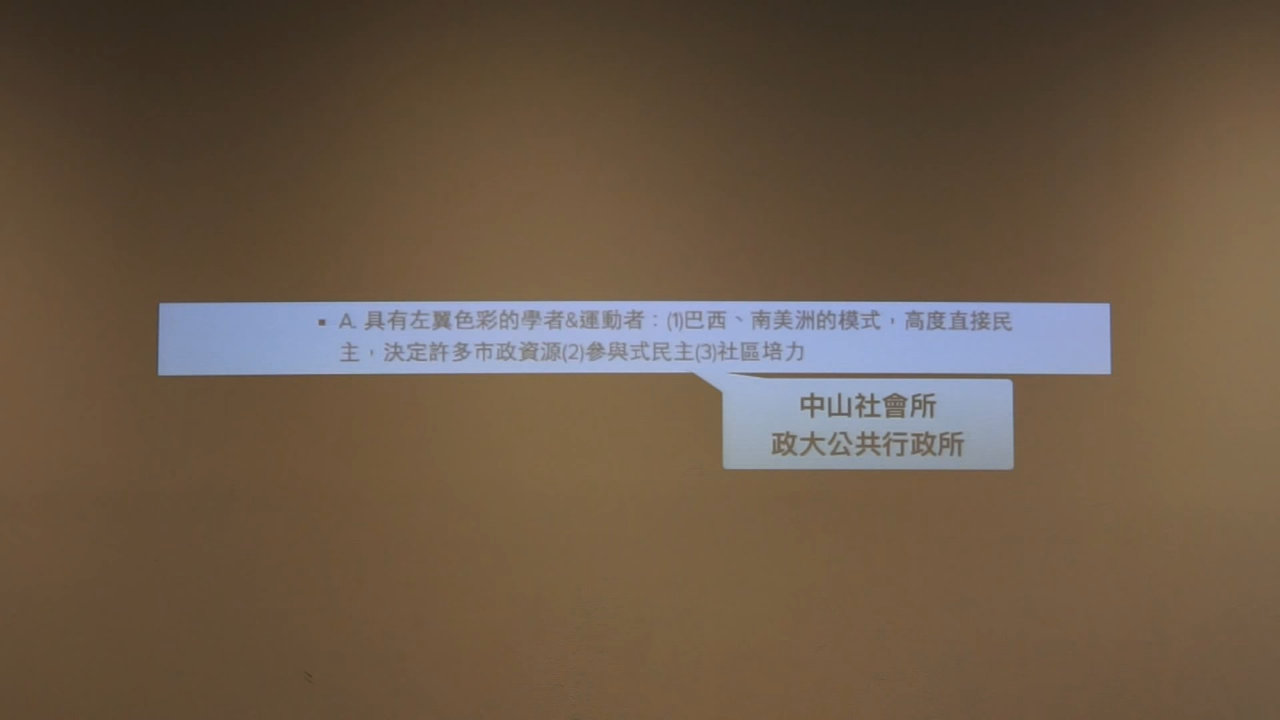 ▪ A. 具有左翼色彩的學者&運動者：(1)巴西、南美洲的模式，高度直接民
主，決定許多市政資源(2)參與式民主(3)社區培力
中山社會所
政大公共行政所